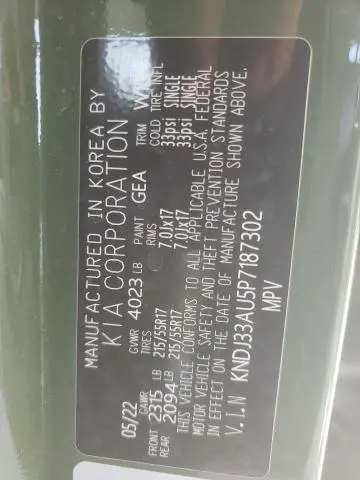 MANUFACTURED IN KOREA BY
KIA CORPORATION
05/22 GVWR 4023 LB PAINT GEA TRIM
GAWR TIRES RIMS COLD TIRE INFL
FRONT 2315 LB 215/55R17 7.0Jx17 33psi SINGLE
REAR 2094 LB 215/55R17 7.0Jx17 33psi SINGLE
THIS VEHICLE CONFORMS TO ALL APPLICABLE U.S.A. FEDERAL
MOTOR VEHICLE SAFETY AND THEFT PREVENTION STANDARDS
IN EFFECT ON THE DATE OF MANUFACTURE SHOWN ABOVE.
V.I.N KNDJ33AU5P7187302
MPV